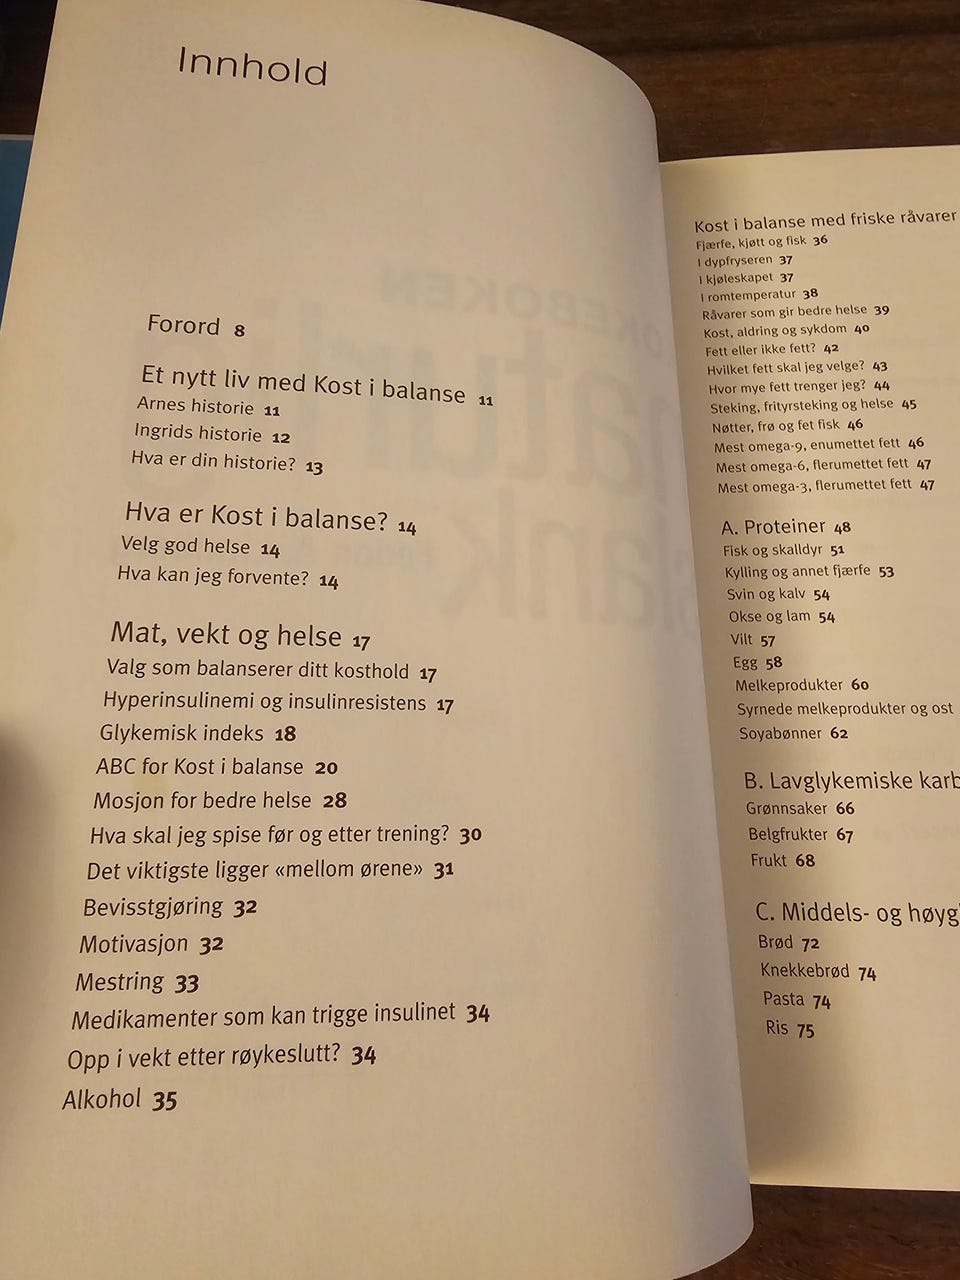 Innhold
Forord 8
Et nytt liv med Kost i balanse 11
Arnes historie 11
Ingrids historie 12
Hva er din historie? 13
Hva er Kost i balanse? 14
Velg god helse 14
Hva kan jeg forvente? 14
Mat, vekt og helse 17
Valg som balanserer ditt kosthold 17
Hyperinsulinemi og insulinresistens 17
Glykemisk indeks 18
ABC for Kost i balanse 20
Mosjon for bedre helse 28
Hva skal jeg spise før og etter trening? 30
Det viktigste ligger «mellom ørene» 31
Bevisstgjøring 32
Motivasjon 32
Mestring 33
Medikamenter som kan trigge insulinet 34
Opp i vekt etter røykeslutt? 34
Alkohol 35
Kost i balanse med friske råvarer
Fjærfe, kjøtt og fisk 36
I dypfryseren 37
I kjøleskapet 37
I romtemperatur 38
Råvarer som gir bedre helse 39
Kost, aldring og sykdom 40
Fett eller ikke fett? 42
Hvilket fett skal jeg velge? 43
Hvor mye fett trenger jeg? 44
Steking, frityrsteking og helse 45
Nøtter, frø og fet fisk 46
Mest omega-9, enumettet fett 46
Mest omega-6, flerumettet fett 47
Mest omega-3, flerumettet fett 47
A. Proteiner 48
Fisk og skalldyr 51
Kylling og annet fjærfe 53
Svin og kalv 54
Okse og lam 54
Vilt 57
Egg 58
Melkeprodukter 60
Syrnede melkeprodukter og ost
Soyabønner 62
B. Lavglykemiske karb
Grønnsaker 66
Belgfrukter 67
Frukt 68
C. Middels- og høyg
Brød 72
Knekkebrød 74
Pasta 74
Ris 75